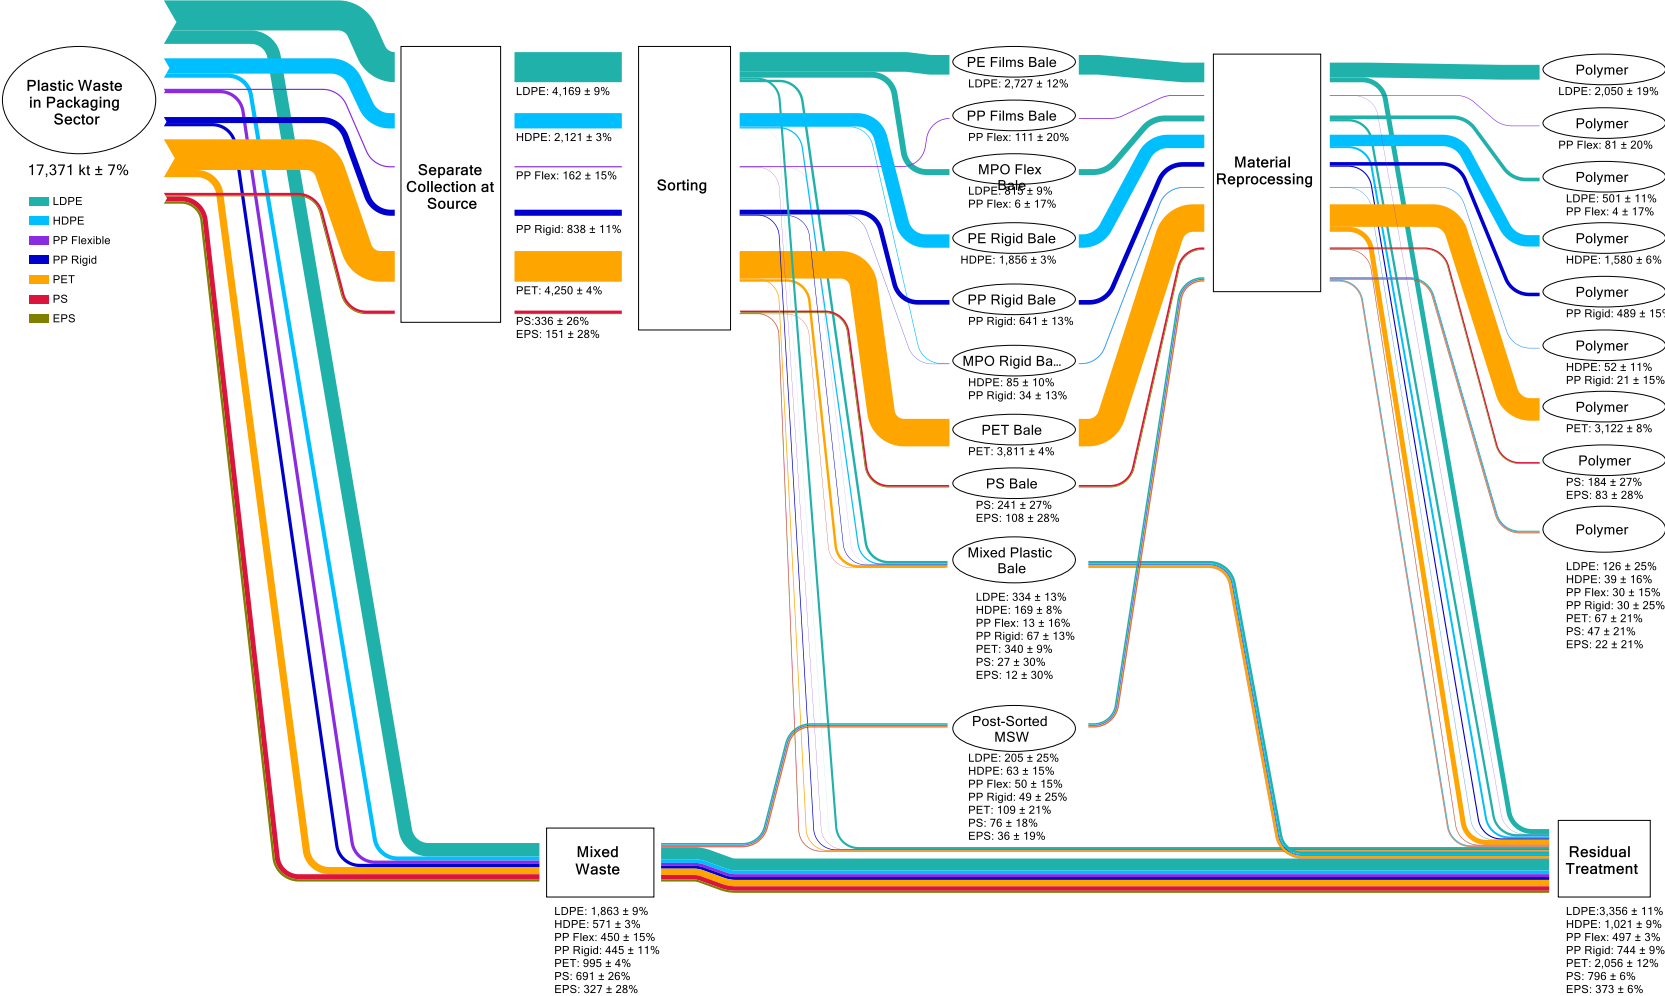 Plastic Waste
in Packaging
Sector
17,371 kt ± 7%
LDPE
HDPE
PP Flexible
PP Rigid
PET
PS
EPS
Separate
Collection at
Source
LDPE: 4,169 ± 9%
HDPE: 2,121 ± 3%
PP Flex: 162 ± 15%
PP Rigid: 838 ± 11%
PET: 4,250 ± 4%
PS:336 ± 26%
EPS: 151 ± 28%
Sorting
PE Films Bale
LDPE: 2,727 ± 12%
PP Films Bale
PP Flex: 111 ± 20%
MPO Flex
Bale
LDPE: 815 ± 9%
PP Flex: 6 ± 17%
PE Rigid Bale
HDPE: 1,856 ± 3%
PP Rigid Bale
PP Rigid: 641 ± 13%
MPO Rigid Ba...
HDPE: 85 ± 10%
PP Rigid: 34 ± 13%
PET Bale
PET: 3,811 ± 4%
PS Bale
PS: 241 ± 27%
EPS: 108 ± 28%
Mixed Plastic
Bale
LDPE: 334 ± 13%
HDPE: 169 ± 8%
PP Flex: 13 ± 16%
PP Rigid: 67 ± 13%
PET: 340 ± 9%
PS: 27 ± 30%
EPS: 12 ± 30%
Post-Sorted
MSW
LDPE: 205 ± 25%
HDPE: 63 ± 15%
PP Flex: 50 ± 15%
PP Rigid: 49 ± 25%
PET: 109 ± 21%
PS: 76 ± 18%
EPS: 36 ± 19%
Material
Reprocessing
Polymer
LDPE: 2,050 ± 19%
Polymer
PP Flex: 81 ± 20%
Polymer
LDPE: 501 ± 11%
PP Flex: 4 ± 17%
Polymer
HDPE: 1,580 ± 6%
Polymer
PP Rigid: 489 ± 15%
Polymer
HDPE: 52 ± 11%
PP Rigid: 21 ± 15%
Polymer
PET: 3,122 ± 8%
Polymer
PS: 184 ± 27%
EPS: 83 ± 28%
Polymer
LDPE: 126 ± 25%
HDPE: 39 ± 16%
PP Flex: 30 ± 15%
PP Rigid: 30 ± 25%
PET: 67 ± 21%
PS: 47 ± 21%
EPS: 22 ± 21%
Mixed
Waste
LDPE: 1,863 ± 9%
HDPE: 571 ± 3%
PP Flex: 450 ± 15%
PP Rigid: 445 ± 11%
PET: 995 ± 4%
PS: 691 ± 26%
EPS: 327 ± 28%
Residual
Treatment
LDPE:3,356 ± 11%
HDPE: 1,021 ± 9%
PP Flex: 497 ± 3%
PP Rigid: 744 ± 9%
PET: 2,056 ± 12%
PS: 796 ± 6%
EPS: 373 ± 6%